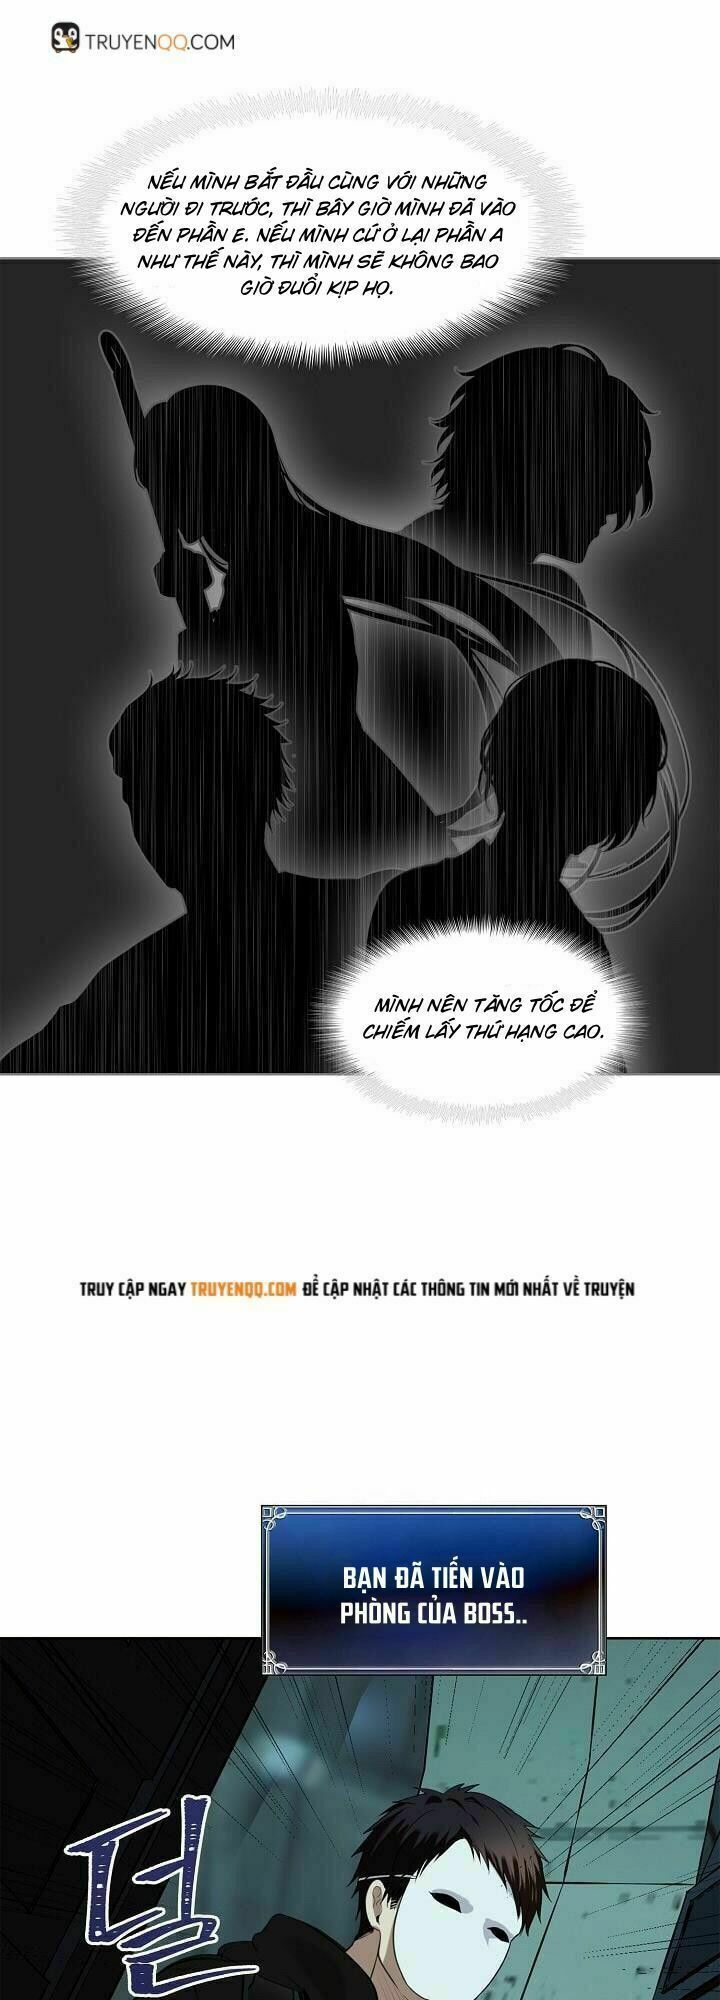 TRUYENQQ.COM
NẾU MÌNH BẮT ĐẦU CÙNG VỚI NHỮNG
NGƯỜI ĐI TRƯỚC, THÌ BÂY GIỜ MÌNH ĐÃ VÀO
ĐẾN PHẦN E. NẾU MÌNH CỨ Ở LẠI PHẦN A
NHƯ THẾ NÀY, THÌ MÌNH SẼ KHÔNG BAO
GIỜ ĐUỔI KỊP HỌ.
MÌNH NÊN TĂNG TỐC ĐỂ
CHIẾM LẤY THỨ HẠNG CAO.
TRUY CẬP NGAY TRUYENQQ.COM ĐỂ CẬP NHẬT CÁC THÔNG TIN MỚI NHẤT VỀ TRUYỆN
BẠN ĐÃ TIẾN VÀO
PHÒNG CỦA BOSS..
덜